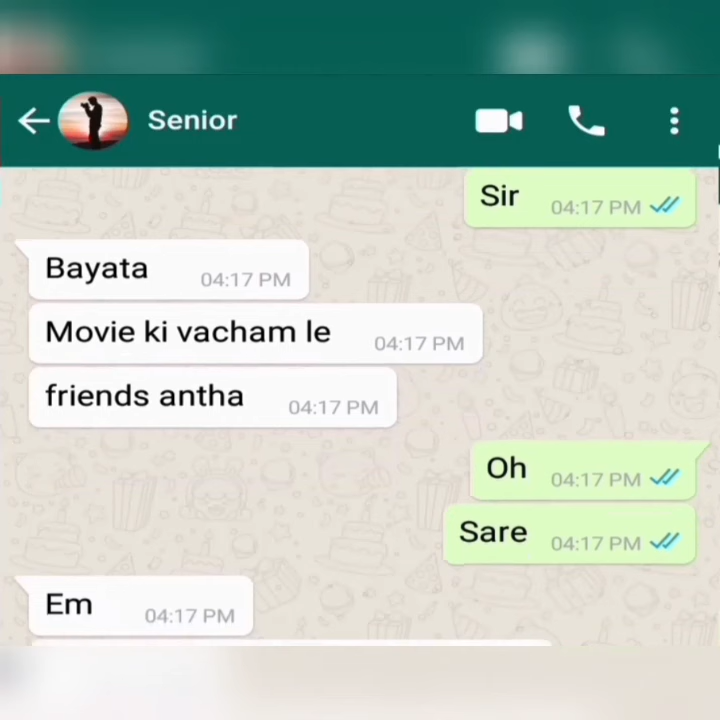 Senior
Sir 04:17 PM
Bayata 04:17 PM
Movie ki vacham le 04:17 PM
friends antha 04:17 PM
Oh 04:17 PM
Sare 04:17 PM
Em 04:17 PM